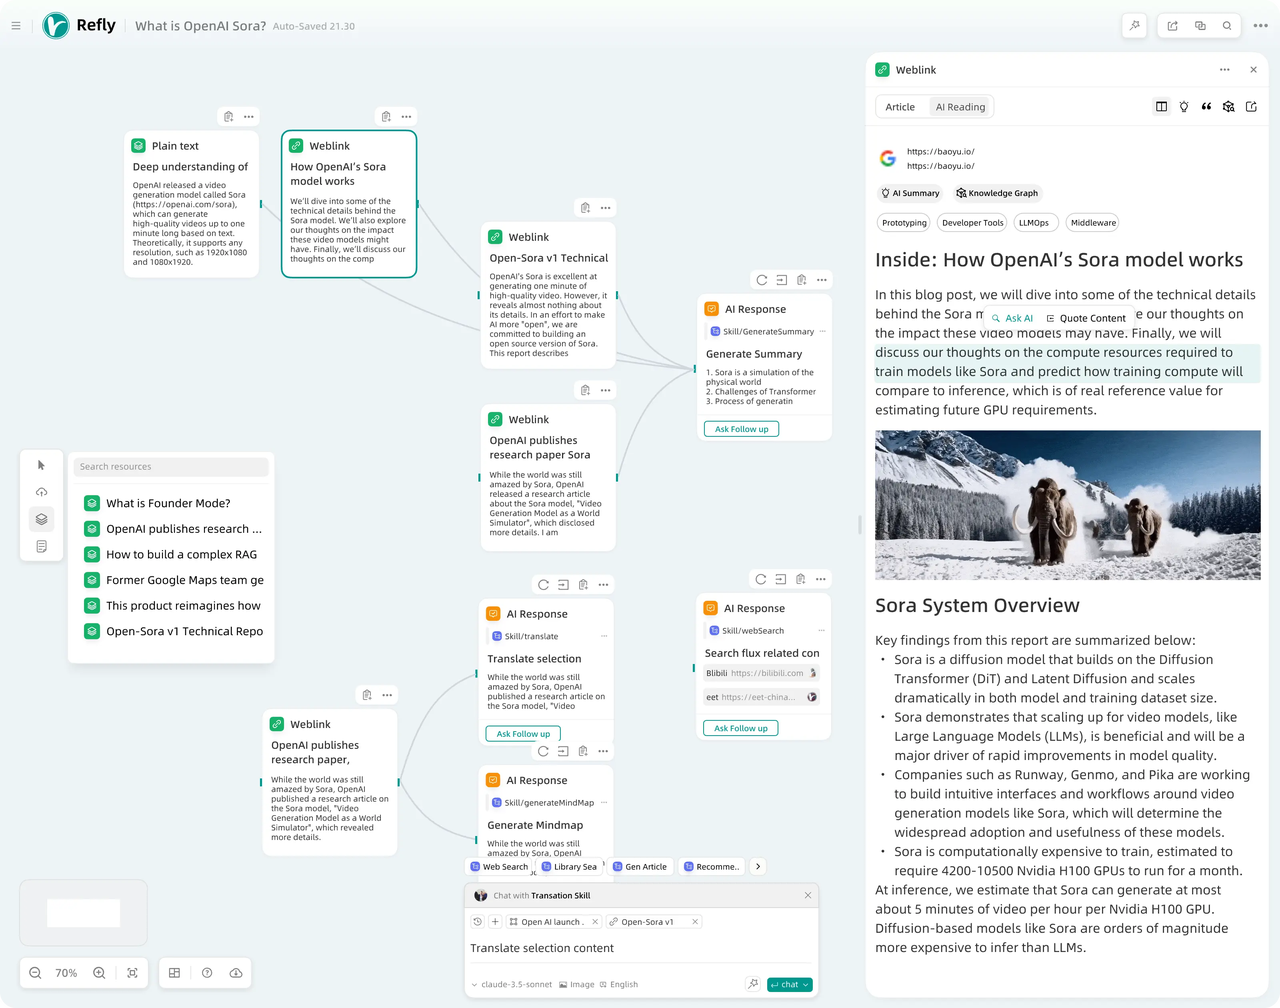 Refly
What is OpenAI Sora?
Auto-Saved 21.30
Plain text
Deep understanding of
OpenAI released a video
generation model called Sora
(https://openai.com/sora),
which can generate
high-quality videos up to one
minute long based on text.
Theoretically, it supports any
resolution, such as 1920x1080
and 1080x1920.
Weblink
How OpenAI's Sora
model works
We'll dive into some of the
technical details behind the
Sora model. We'll also explore
our thoughts on the impact
these video models might
have. Finally, we'll discuss our
thoughts on the comp
Weblink
Open-Sora v1 Technical
OpenAI's Sora is excellent at
generating one minute of
high-quality video. However, it
reveals almost nothing about
its details. In an effort to make
AI more "open", we are
committed to building an
open source version of Sora.
This report describes
Weblink
OpenAI publishes
research paper Sora
While the world was still
amazed by Sora, OpenAI
released a research article
about the Sora model, "Video
Generation Model as a World
Simulator", which disclosed
more details. I am
AI Response
Skill/GenerateSummary ...
Generate Summary
1. Sora is a simulation of the
physical world
2. Challenges of Transformer
3. Process of generatin
Ask Follow up
Search resources
What is Founder Mode?
OpenAI publishes research ...
How to build a complex RAG
Former Google Maps team ge
This product reimagines how
Open-Sora v1 Technical Repo
AI Response
Skill/translate ...
Translate selection
While the world was still
amazed by Sora, OpenAI
published a research article on
the Sora model, "Video
Ask Follow up
AI Response
Skill/webSearch ...
Search flux related con
Blibili https://bilibili.com
eet https://eet-china...
Ask Follow up
Weblink
OpenAI publishes
research paper,
While the world was still
amazed by Sora, OpenAI
published a research article on
the Sora model, "Video
Generation Model as a World
Simulator", which revealed
more details.
AI Response
Skill/generateMindMap ...
Generate Mindmap
While the world was still
amazed by Sora, OpenAI
Web Search
Library Sea
Gen Article
Recomme..
Chat with Transation Skill
Open AI launch .
Open-Sora v1
Translate selection content
claude-3.5-sonnet
Image
English
chat
70%
Weblink
Article
AI Reading
https://baoyu.io/
https://baoyu.io/
AI Summary
Knowledge Graph
Prototyping
Developer Tools
LLMOps
Middleware
Inside: How OpenAI's Sora model works
In this blog post, we will dive into some of the technical details
behind the Sora m
Ask AI
Quote Content
e our thoughts on
the impact these video models may have. Finally, we will
discuss our thoughts on the compute resources required to
train models like Sora and predict how training compute will
compare to inference, which is of real reference value for
estimating future GPU requirements.
Sora System Overview
Key findings from this report are summarized below:
• Sora is a diffusion model that builds on the Diffusion
Transformer (DiT) and Latent Diffusion and scales
dramatically in both model and training dataset size.
• Sora demonstrates that scaling up for video models, like
Large Language Models (LLMs), is beneficial and will be a
major driver of rapid improvements in model quality.
• Companies such as Runway, Genmo, and Pika are working
to build intuitive interfaces and workflows around video
generation models like Sora, which will determine the
widespread adoption and usefulness of these models.
• Sora is computationally expensive to train, estimated to
require 4200-10500 Nvidia H100 GPUs to run for a month.
At inference, we estimate that Sora can generate at most
about 5 minutes of video per hour per Nvidia H100 GPU.
Diffusion-based models like Sora are orders of magnitude
more expensive to infer than LLMs.